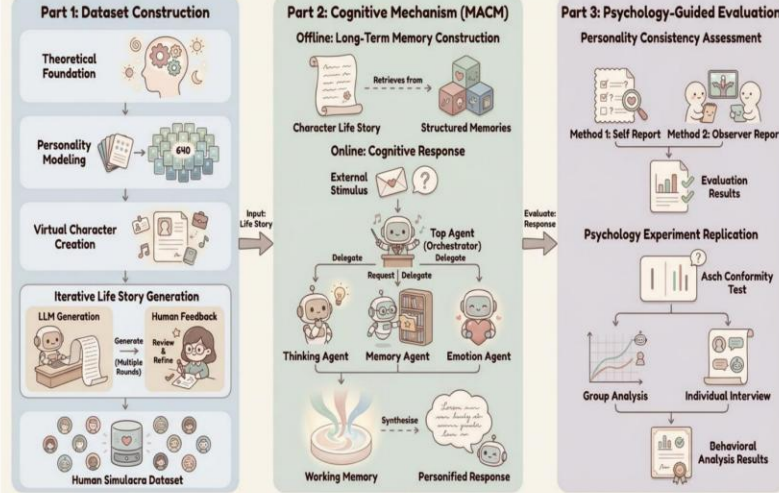 Part 1: Dataset Construction
Theoretical
Foundation
Personality
Modeling
640
Virtual Character
Creation
Iterative Life Story Generation
LLM Generation
Generate
(Multiple
Rounds)
Human Feedback
Review
&
Refine
Human Simulacra Dataset
Input:
Life Story
Part 2: Cognitive Mechanism (MACM)
Offline: Long-Term Memory Construction
Retrieves from
Character Life Story
Structured Memories
Online: Cognitive Response
External
Stimulus
?
Top Agent
(Orchestrator)
Delegate
Request
Delegate
Delegate
Thinking Agent
Memory Agent
Emotion Agent
Synthesise
Working Memory
Personified Response
Evaluate:
Response
Part 3: Psychology-Guided Evaluation
Personality Consistency Assessment
Method 1: Self Report
Method 2: Observer Report
Evaluation
Results
Psychology Experiment Replication
?
Asch Conformity
Test
Group Analysis
Individual Interview
Behavioral
Analysis Results